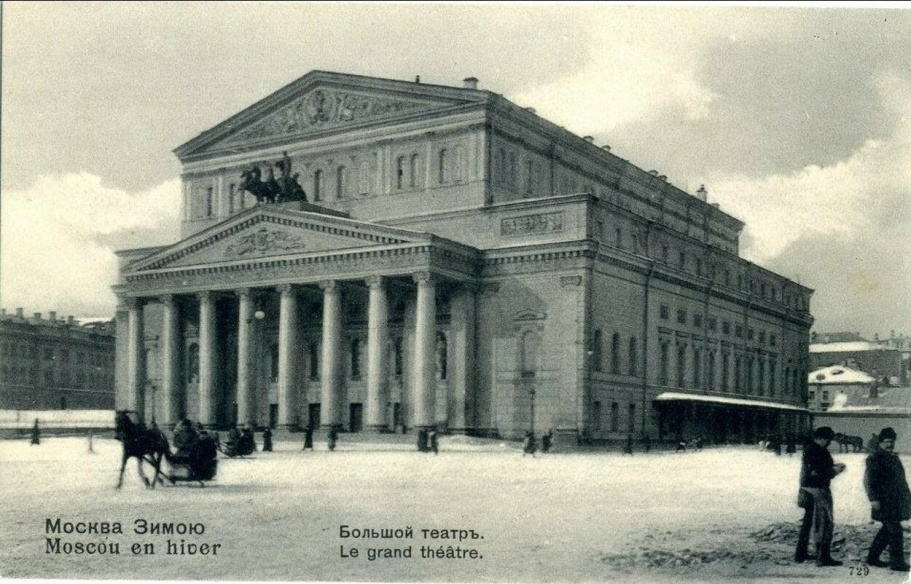 Москва Зимою
Moscou en hiver
Большой театръ.
Le grand théâtre.
729